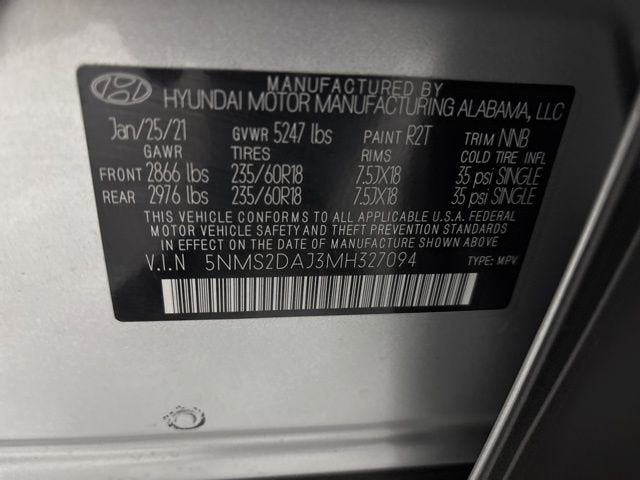 MANUFACTURED BY
HYUNDAI MOTOR MANUFACTURING ALABAMA, LLC
Jan/25/21 GVWR 5247 lbs PAINT R2T TRIM NNB
GAWR TIRES RIMS COLD TIRE INFL
FRONT 2866 lbs 235/60R18 7.5JX18 35 psi SINGLE
REAR 2976 lbs 235/60R18 7.5JX18 35 psi SINGLE
THIS VEHICLE CONFORMS TO ALL APPLICABLE U.S.A. FEDERAL
MOTOR VEHICLE SAFETY AND THEFT PREVENTION STANDARDS
IN EFFECT ON THE DATE OF MANUFACTURE SHOWN ABOVE.
V.I.N 5NMS2DAJ3MH327094 TYPE: MPV